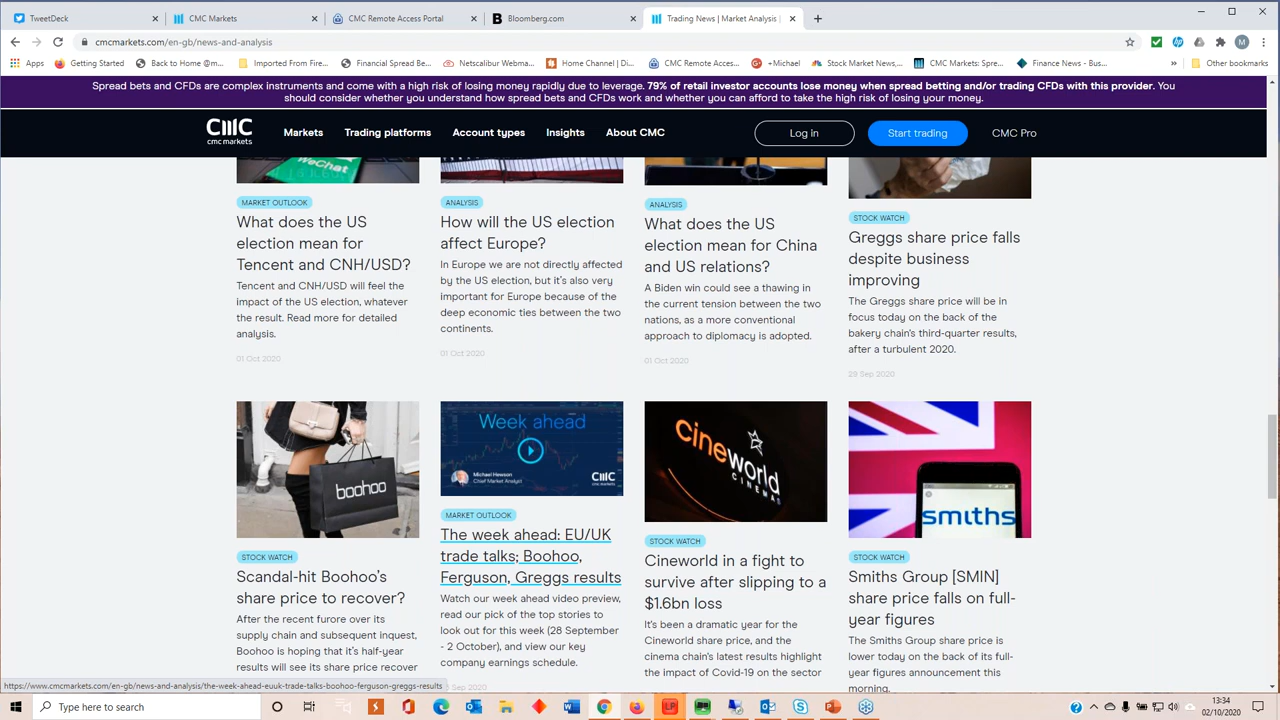 TweetDeck
CMC Markets
CMC Remote Access Portal
Bloomberg.com
Trading News | Market Analysis |
cmcmarkets.com/en-gb/news-and-analysis
Apps
Getting Started
Back to Home @m...
Imported From Fire...
Financial Spread Be...
Netscalibur Webma...
Home Channel | Di...
CMC Remote Acces...
+Michael
Stock Market News,...
CMC Markets: Spre...
Finance News - Bus...
»
Other bookmarks
Spread bets and CFDs are complex instruments and come with a high risk of losing money rapidly due to leverage. 79% of retail investor accounts lose money when spread betting and/or trading CFDs with this provider. You
should consider whether you understand how spread bets and CFDs work and whether you can afford to take the high risk of losing your money.
cmc markets
Markets
Trading platforms
Account types
Insights
About CMC
Log in
Start trading
CMC Pro
WeChat
MARKET OUTLOOK
What does the US
election mean for
Tencent and CNH/USD?
Tencent and CNH/USD will feel the
impact of the US election, whatever
the result. Read more for detailed
analysis.
01 Oct 2020
ANALYSIS
How will the US election
affect Europe?
In Europe we are not directly affected
by the US election, but it's also very
important for Europe because of the
deep economic ties between the two
continents.
01 Oct 2020
ANALYSIS
What does the US
election mean for China
and US relations?
A Biden win could see a thawing in
the current tension between the two
nations, as a more conventional
approach to diplomacy is adopted.
01 Oct 2020
STOCK WATCH
Greggs share price falls
despite business
improving
The Greggs share price will be in
focus today on the back of the
bakery chain's third-quarter results,
after a turbulent 2020.
29 Sep 2020
boohoo
STOCK WATCH
Scandal-hit Boohoo's
share price to recover?
After the recent furore over its
supply chain and subsequent inquest,
Boohoo is hoping that it's half-year
results will see its share price recover
Week ahead
Michael Hewson
Chief Market Analyst
CMC
MARKET OUTLOOK
The week ahead: EU/UK
trade talks; Boohoo,
Ferguson, Greggs results
Watch our week ahead video preview,
read our pick of the top stories to
look out for this week (28 September
- 2 October), and view our key
company earnings schedule.
Sep 2020
Cineworld
CINEMAS
STOCK WATCH
Cineworld in a fight to
survive after slipping to a
$1.6bn loss
It's been a dramatic year for the
Cineworld share price, and the
cinema chain's latest results highlight
the impact of Covid-19 on the sector
smiths
STOCK WATCH
Smiths Group [SMIN]
share price falls on full-
year figures
The Smiths Group share price is
lower today on the back of its full-
year figures announcement this
morning.
https://www.cmcmarkets.com/en-gb/news-and-analysis/the-week-ahead-euuk-trade-talks-boohoo-ferguson-greggs-results
Type here to search
13:34
02/10/2020